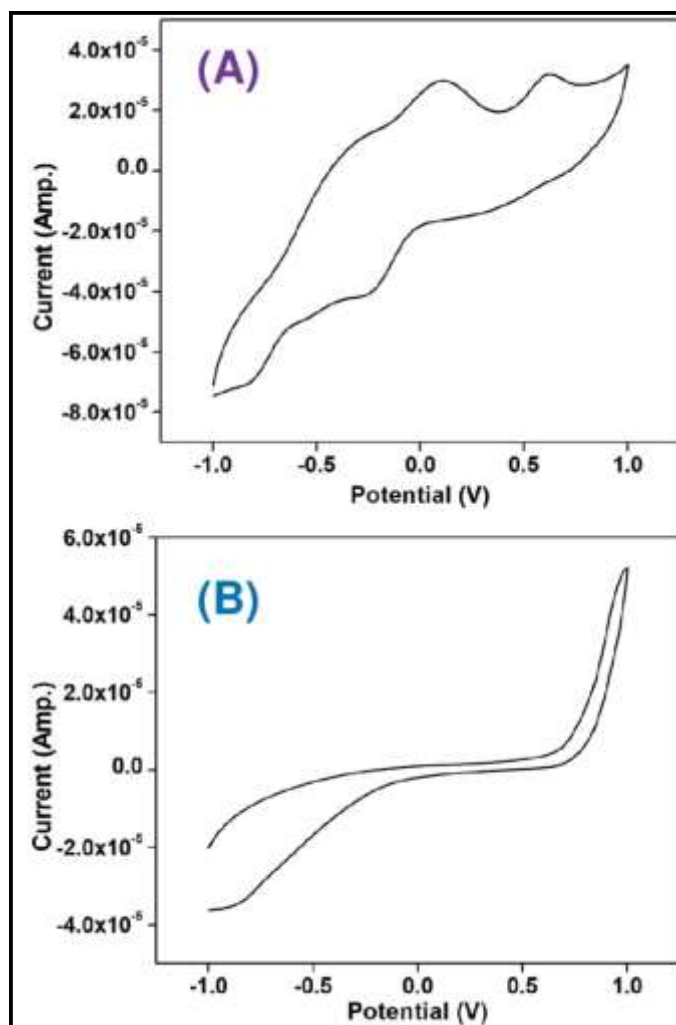 (A)
4.0x10⁻⁵
2.0x10⁻⁵
0.0
-2.0x10⁻⁵
-4.0x10⁻⁵
-6.0x10⁻⁵
-8.0x10⁻⁵
Current (Amp.)
-1.0 -0.5 0.0 0.5 1.0
Potential (V)
(B)
6.0x10⁻⁵
4.0x10⁻⁵
2.0x10⁻⁵
0.0
-2.0x10⁻⁵
-4.0x10⁻⁵
Current (Amp.)
-1.0 -0.5 0.0 0.5 1.0
Potential (V)